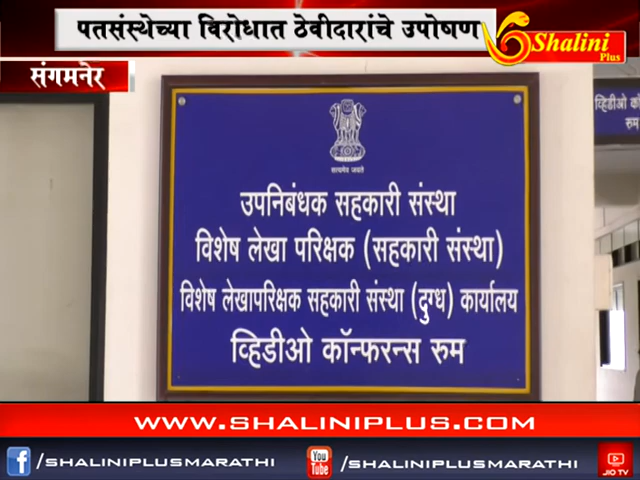 पतसंस्थेच्या विरोधात ठेवीदारांचे उपोषण
Shalini
Plus
संगमनेर
व्हिडीओ कॉ
रुम
सत्यमेव जयते
उपनिबंधक सहकारी संस्था
विशेष लेखा परिक्षक (सहकारी संस्था)
विशेष लेखापरिक्षक सहकारी संस्था (दुग्ध) कार्यालय
व्हिडीओ कॉन्फरन्स रुम
WWW.SHALINIPLUS.COM
f /SHALINIPLUSMARATHI
You Tube /SHALINIPLUSMARATHI
JIO TV